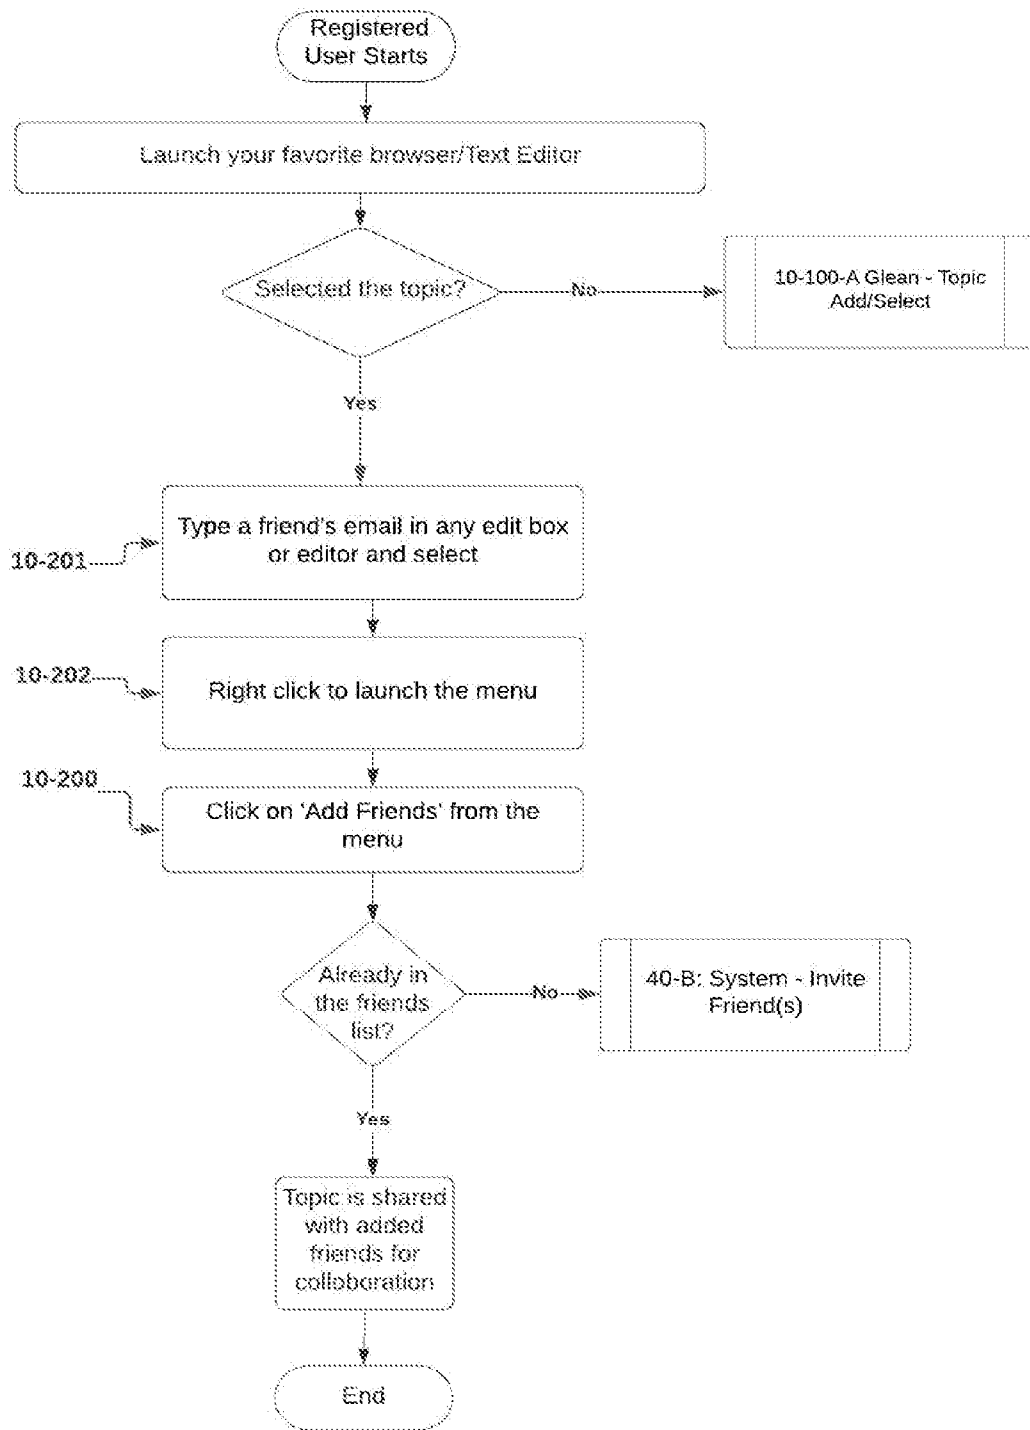 Registered
User Starts
Launch your favorite browser/Text Editor
Selected the topic?
No
10-100-A Glean - Topic
Add/Select
Yes
Type a friend's email in any edit box
or editor and select
10-201
10-202
Right click to launch the menu
10-200
Click on 'Add Friends' from the
menu
Already in
the friends
list?
No
40-B: System - Invite
Friend(s)
Yes
Topic is shared
with added
friends for
colloboration
End